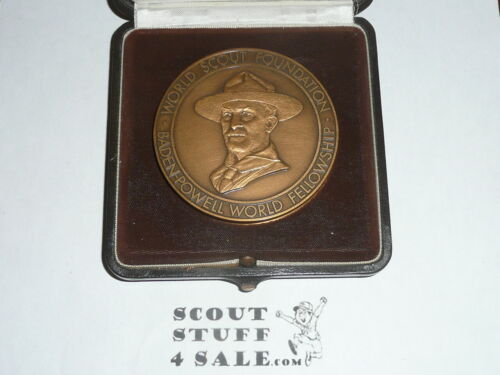 WORLD SCOUT FOUNDATION
BADEN-POWELL WORLD FELLOWSHIP
SCOUT
STUFF
4 SALE.COM